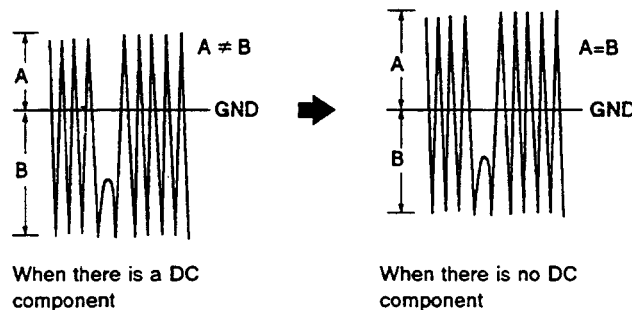 A ≠ B
A
GND
B
When there is a DC
component
A=B
A
GND
B
When there is no DC
component